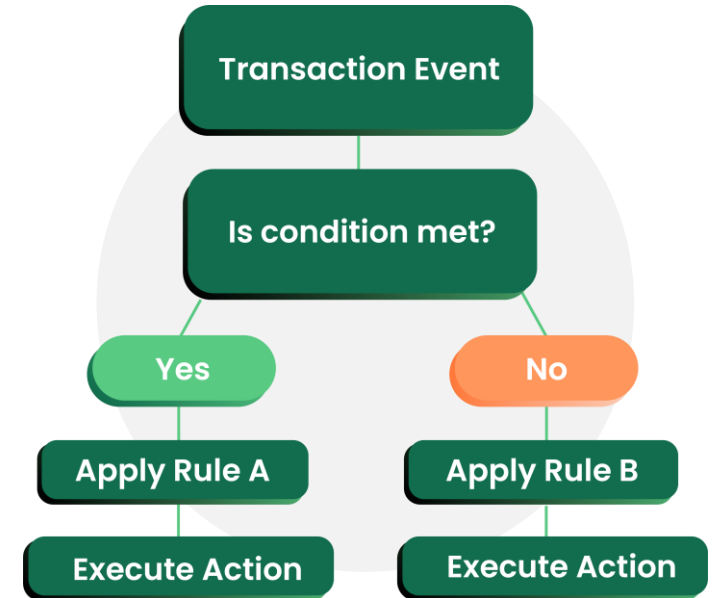 Transaction Event
Is condition met?
Yes
No
Apply Rule A
Apply Rule B
Execute Action
Execute Action